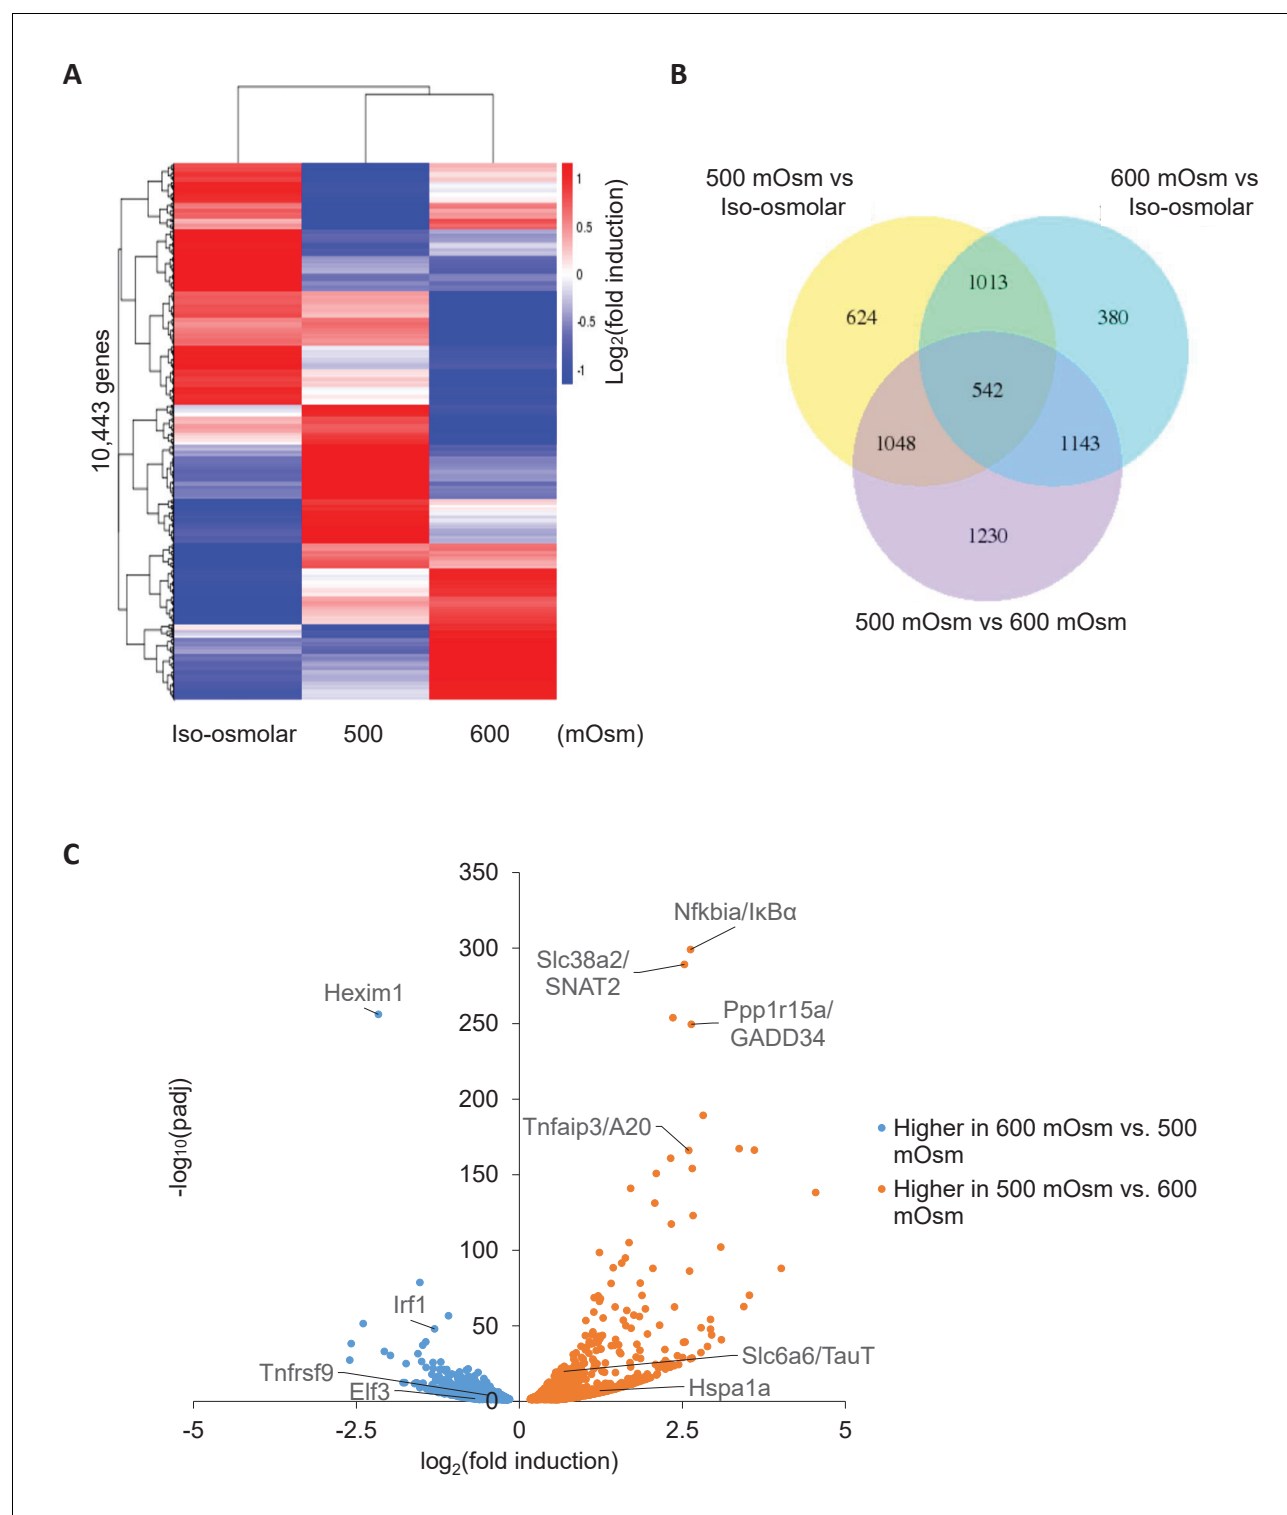 A
10,443 genes
1
0.5
0
-0.5
-1
Log2(fold induction)
Iso-osmolar 500 600 (mOsm)
B
500 mOsm vs
Iso-osmolar
600 mOsm vs
Iso-osmolar
1013
624
380
542
1048
1143
1230
500 mOsm vs 600 mOsm
C
350
300
250
200
150
100
50
0
-log10(padj)
Nfkbia/IκBα
Slc38a2/
SNAT2
Hexim1
Ppp1r15a/
GADD34
Tnfaip3/A20
Irf1
Tnfrsf9
Elf3
Slc6a6/TauT
Hspa1a
-5 -2.5 0 2.5 5
log2(fold induction)
Higher in 600 mOsm vs. 500
mOsm
Higher in 500 mOsm vs. 600
mOsm